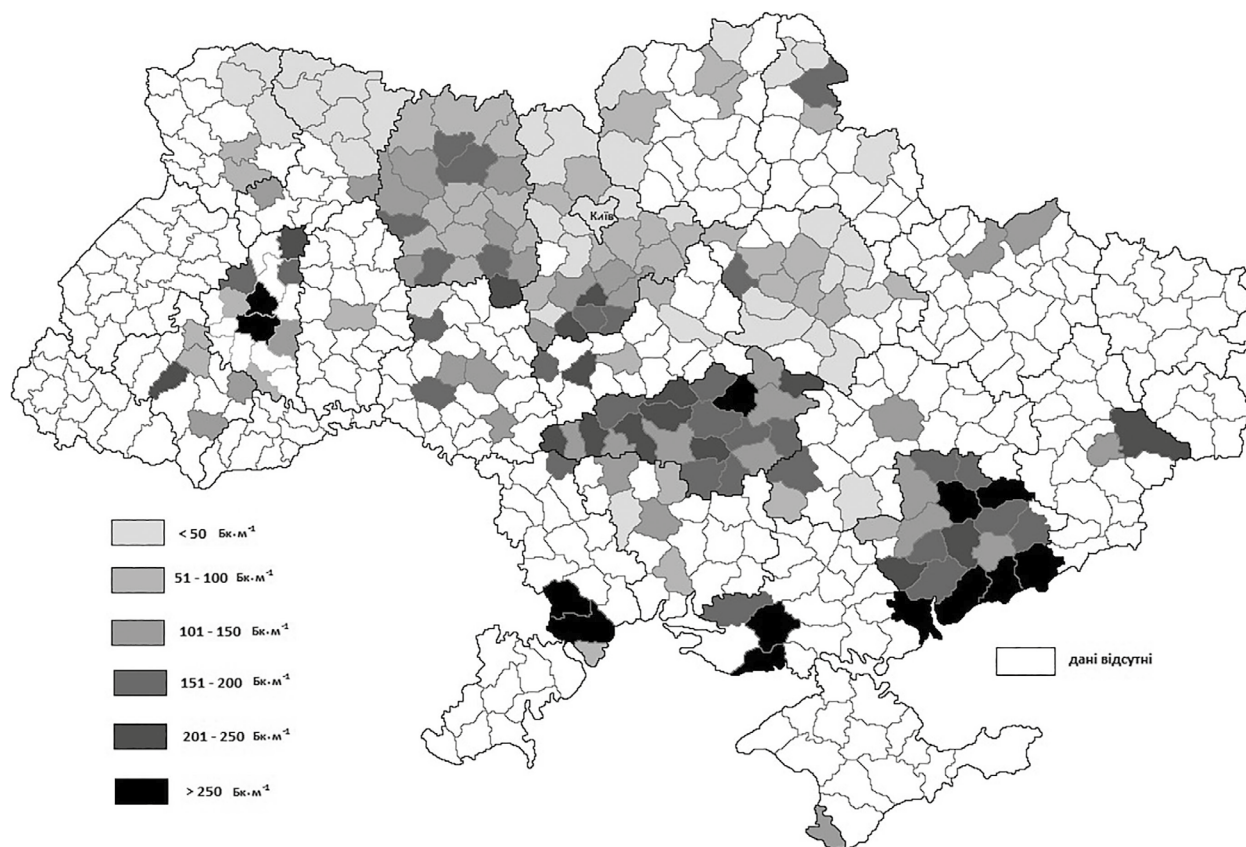 Київ
< 50 Бк·м⁻¹
51 - 100 Бк·м⁻¹
101 - 150 Бк·м⁻¹
151 - 200 Бк·м⁻¹
201 - 250 Бк·м⁻¹
> 250 Бк·м⁻¹
дані відсутні